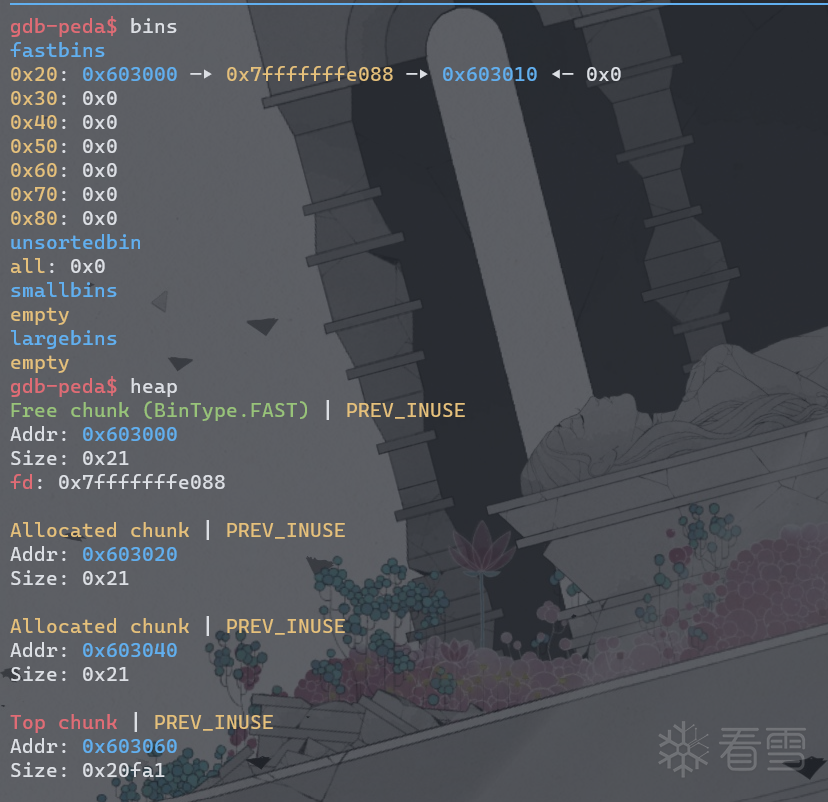 gdb-peda$ bins
fastbins
0x20: 0x603000 —▸ 0x7fffffffe088 —▸ 0x603010 ◂— 0x0
0x30: 0x0
0x40: 0x0
0x50: 0x0
0x60: 0x0
0x70: 0x0
0x80: 0x0
unsortedbin
all: 0x0
smallbins
empty
largebins
empty
gdb-peda$ heap
Free chunk (BinType.FAST) | PREV_INUSE
Addr: 0x603000
Size: 0x21
fd: 0x7fffffffe088
Allocated chunk | PREV_INUSE
Addr: 0x603020
Size: 0x21
Allocated chunk | PREV_INUSE
Addr: 0x603040
Size: 0x21
Top chunk | PREV_INUSE
Addr: 0x603060
Size: 0x20fa1
看雪